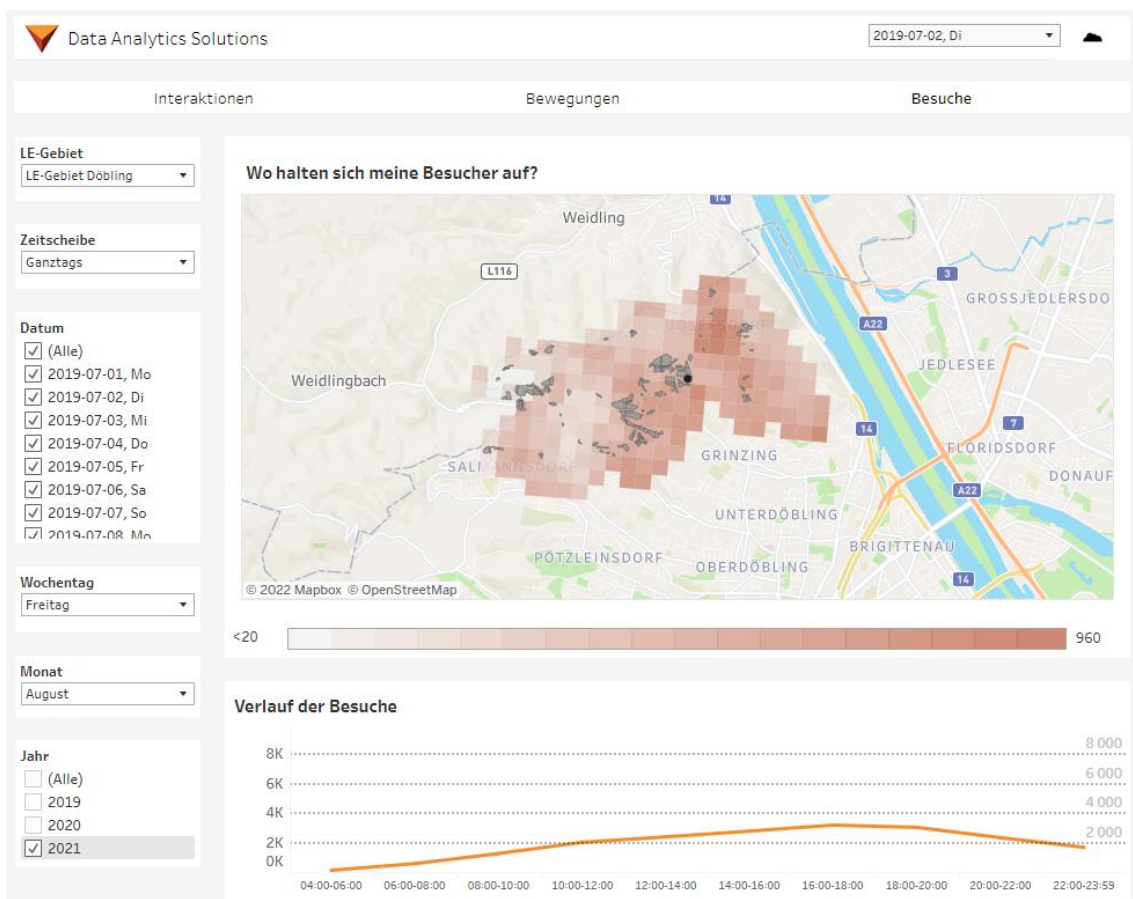 Data Analytics Solutions
2019-07-02, Di
Interaktionen
Bewegungen
Besuche
LE-Gebiet
LE-Gebiet Döbling
Zeitscheibe
Ganztags
Datum
(Alle)
2019-07-01, Mo
2019-07-02, Di
2019-07-03, Mi
2019-07-04, Do
2019-07-05, Fr
2019-07-06, Sa
2019-07-07, So
2019-07-08, Mo
Wochentag
Freitag
Monat
August
Jahr
(Alle)
2019
2020
2021
Wo halten sich meine Besucher auf?
14
Weidling
L116
3
GROSSJEDLERSDO
A22
JEDLESEE
Weidlingbach
7
14
FLORIDSDORF
GRINZING
DONAUF
A22
UNTERDÖBLING
BRIGITTENAU
PÖTZLEINSDORF
OBERDÖBLING
14
© 2022 Mapbox © OpenStreetMap
<20
960
Verlauf der Besuche
8K
8 000
6K
6 000
4K
4 000
2K
2 000
0K
04:00-06:00
06:00-08:00
08:00-10:00
10:00-12:00
12:00-14:00
14:00-16:00
16:00-18:00
18:00-20:00
20:00-22:00
22:00-23:59